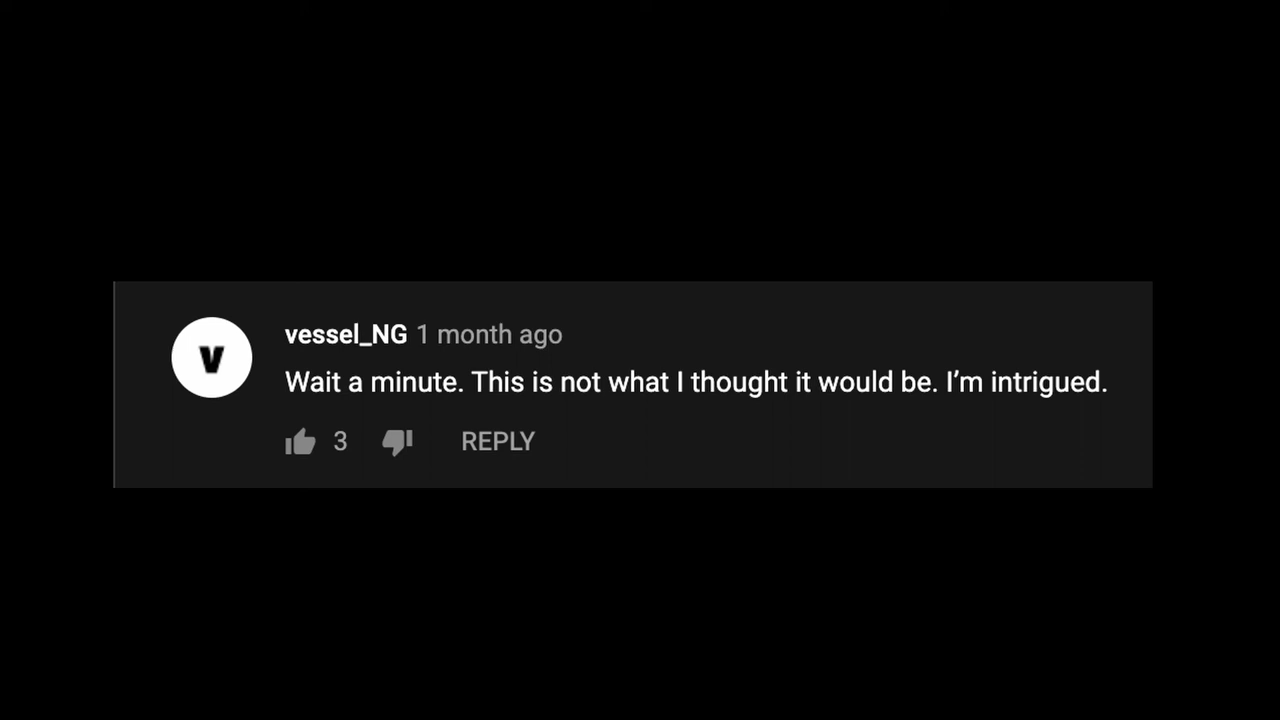 V
vessel_NG 1 month ago
Wait a minute. This is not what I thought it would be. I’m intrigued.
3 REPLY